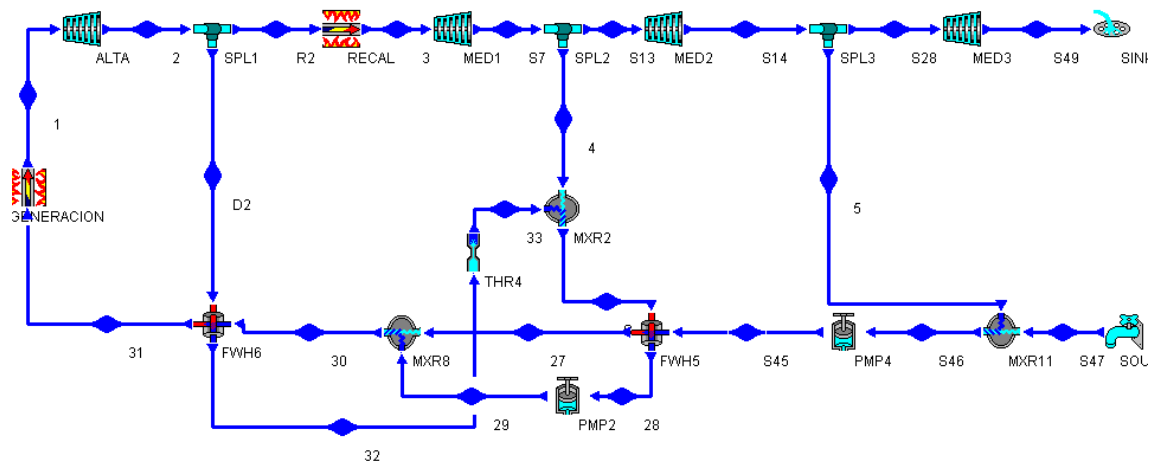 ALTA 2 SPL1 R2 RECAL 3 MED1 S7 SPL2 S13 MED2 S14 SPL3 S28 MED3 S49 SINK
1
4
D2
5
GENERACION
33 MXR2
THR4
31 FWH6 30 MXR8 27 FWH5 S45 PMP4 S46 MXR11 S47 SOU
29 PMP2 28
32